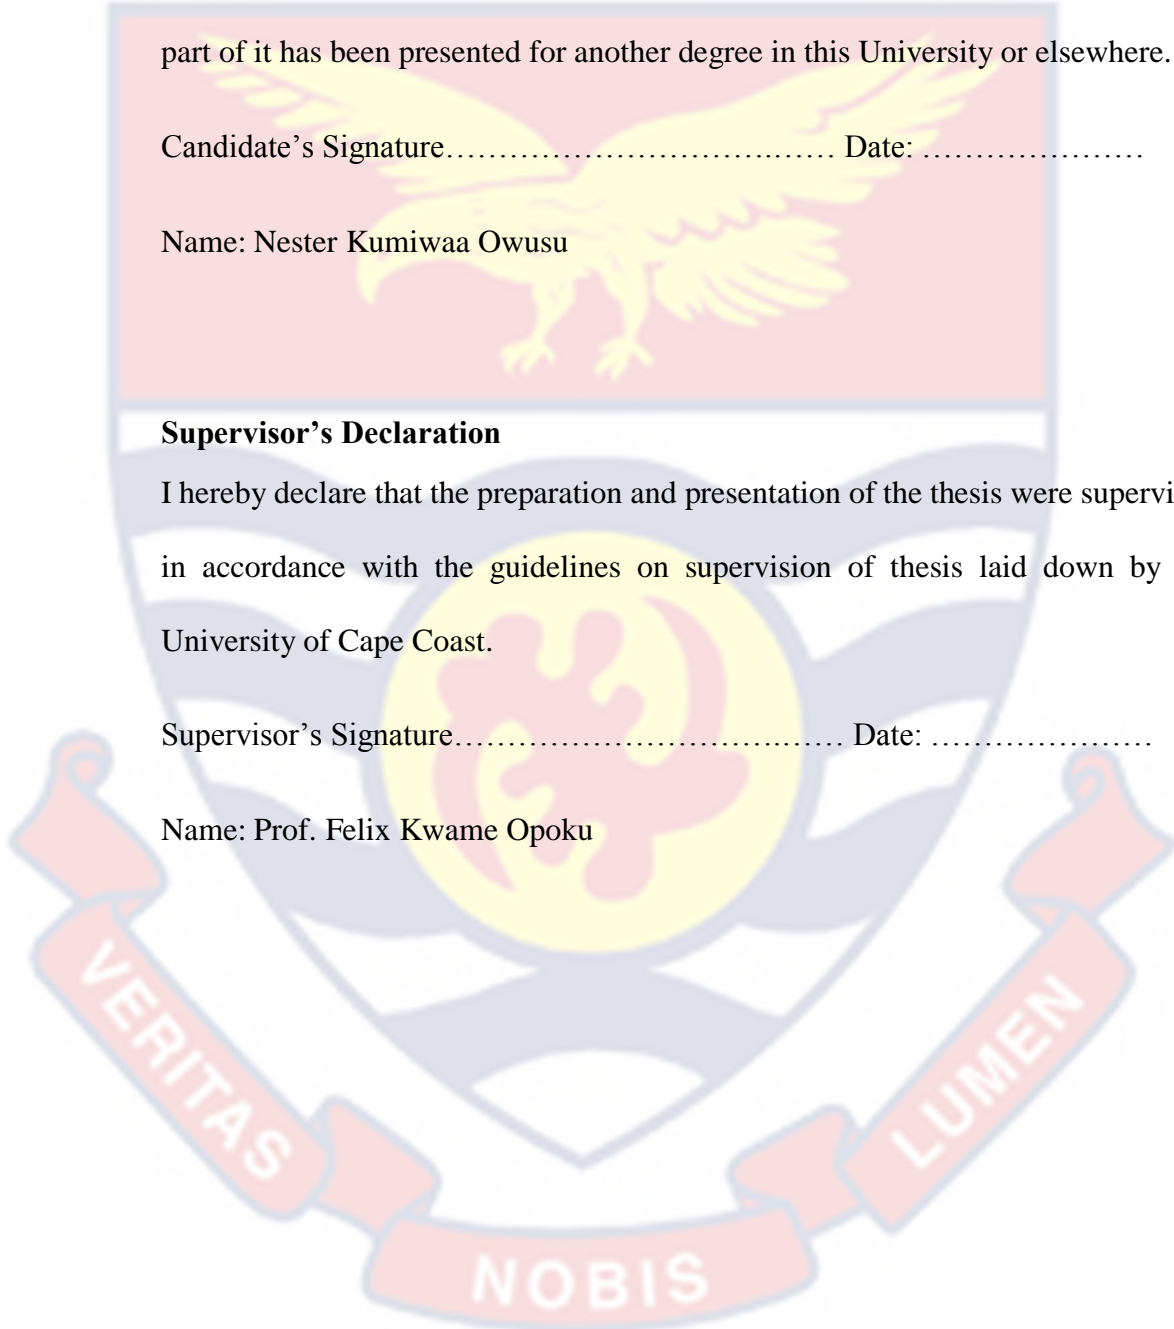 part of it has been presented for another degree in this University or elsewhere.
Candidate’s Signature……………………………….…… Date: …………………
Name: Nester Kumiwaa Owusu
Supervisor’s Declaration
I hereby declare that the preparation and presentation of the thesis were supervi
in accordance with the guidelines on supervision of thesis laid down by
University of Cape Coast.
Supervisor’s Signature……………………………….…… Date: …………………
Name: Prof. Felix Kwame Opoku
VERITAS
NOBIS
LUMEN